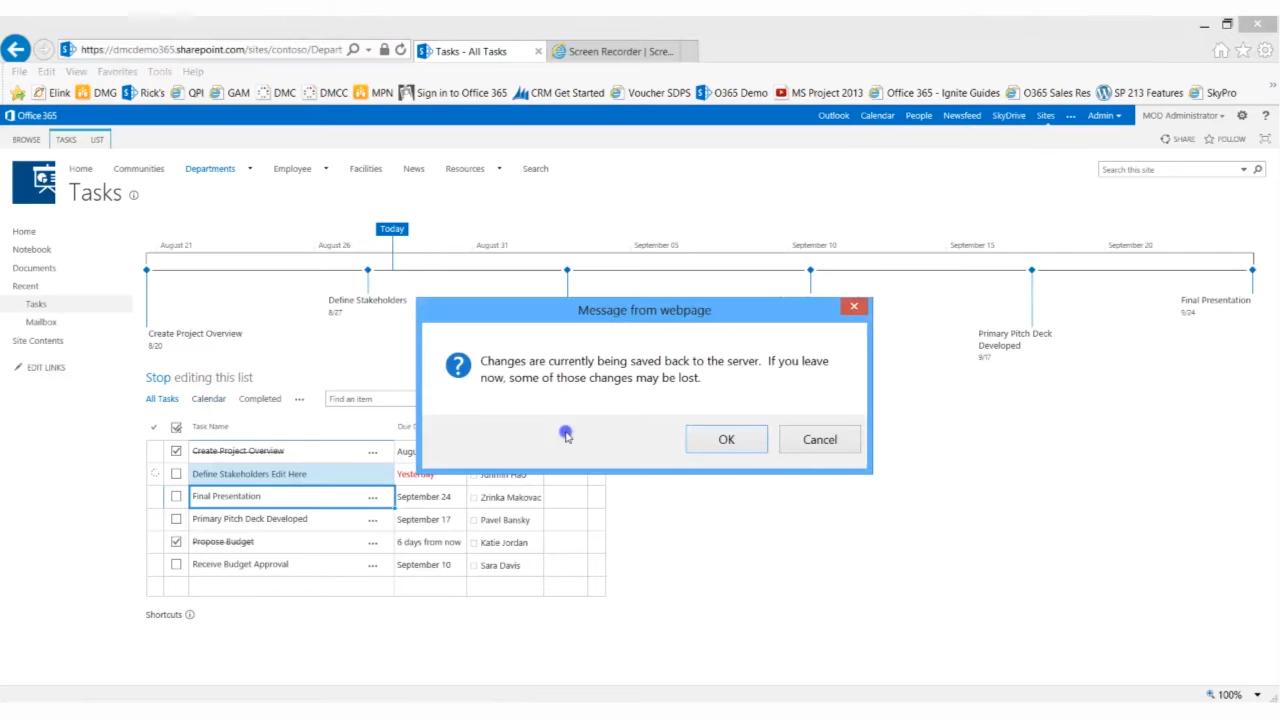 https://dmcdemo365.sharepoint.com/sites/contoso/Depart
Tasks - All Tasks
Screen Recorder | Scre...
File Edit View Favorites Tools Help
Elink DMG Rick's QPI GAM DMC DMCC MPN Sign in to Office 365 CRM Get Started Voucher SDPS O365 Demo MS Project 2013 Office 365 - Ignite Guides O365 Sales Res SP 213 Features SkyPro
Office 365
Outlook Calendar People Newsfeed SkyDrive Sites ... Admin MOD Administrator ?
BROWSE TASKS LIST
SHARE FOLLOW
Home Communities Departments Employee Facilities News Resources Search
Search this site
Tasks
Home
Notebook
Documents
Recent
Tasks
Mailbox
Site Contents
EDIT LINKS
Today
August 21 August 26 August 31 September 05 September 10 September 15 September 20
Define Stakeholders
8/27
Final Presentation
9/24
Create Project Overview
8/20
Primary Pitch Deck
Developed
9/17
Message from webpage
Changes are currently being saved back to the server. If you leave
now, some of those changes may be lost.
OK Cancel
Stop editing this list
All Tasks Calendar Completed ... Find an item
Task Name
Create Project Overview ...
Define Stakeholders Edit Here Yesterday
Final Presentation ... September 24 Zrinka Makovac
Primary Pitch Deck Developed ... September 17 Pavel Bansky
Propose Budget ... 6 days from now Katie Jordan
Receive Budget Approval ... September 10 Sara Davis
Shortcuts
100%